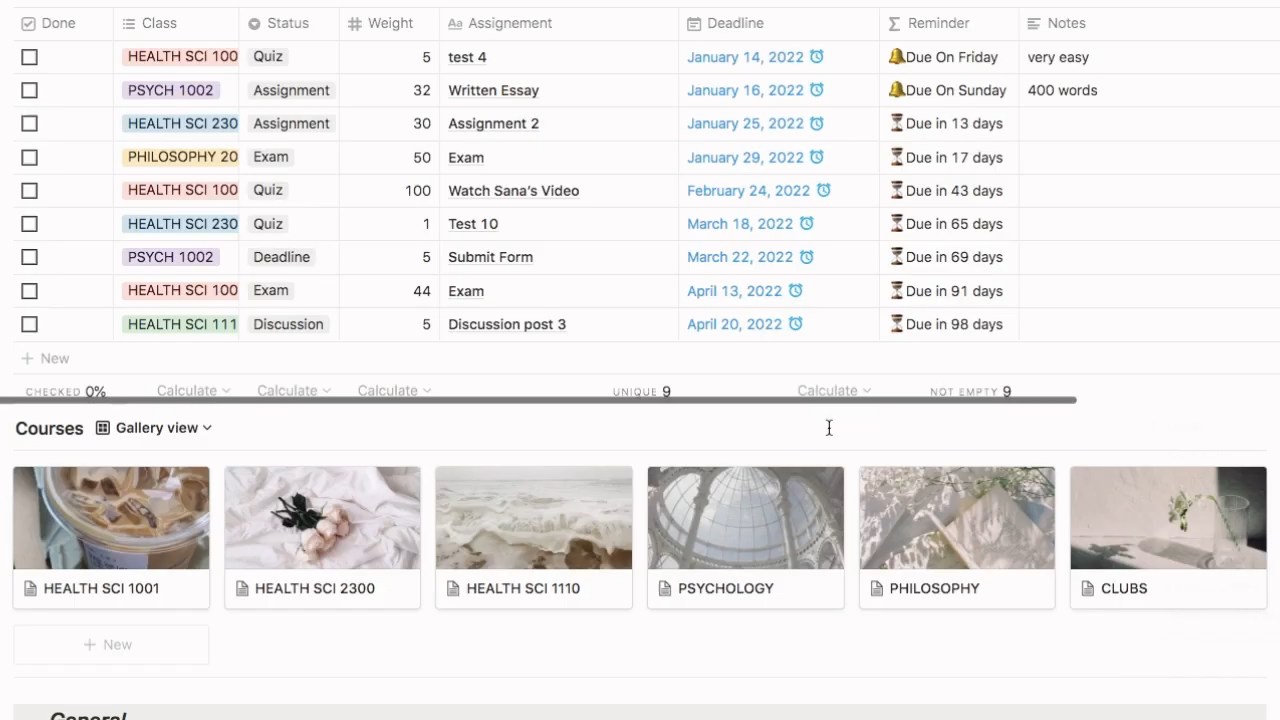 Done Class Status Weight Aa Assignement Deadline Reminder Notes
HEALTH SCI 100 Quiz 5 test 4 January 14, 2022 Due On Friday very easy
PSYCH 1002 Assignment 32 Written Essay January 16, 2022 Due On Sunday 400 words
HEALTH SCI 230 Assignment 30 Assignment 2 January 25, 2022 Due in 13 days
PHILOSOPHY 20 Exam 50 Exam January 29, 2022 Due in 17 days
HEALTH SCI 100 Quiz 100 Watch Sana's Video February 24, 2022 Due in 43 days
HEALTH SCI 230 Quiz 1 Test 10 March 18, 2022 Due in 65 days
PSYCH 1002 Deadline 5 Submit Form March 22, 2022 Due in 69 days
HEALTH SCI 100 Exam 44 Exam April 13, 2022 Due in 91 days
HEALTH SCI 111 Discussion 5 Discussion post 3 April 20, 2022 Due in 98 days
+ New
CHECKED 0% Calculate Calculate Calculate UNIQUE 9 Calculate NOT EMPTY 9
Courses Gallery view
HEALTH SCI 1001 HEALTH SCI 2300 HEALTH SCI 1110 PSYCHOLOGY PHILOSOPHY CLUBS
+ New
General